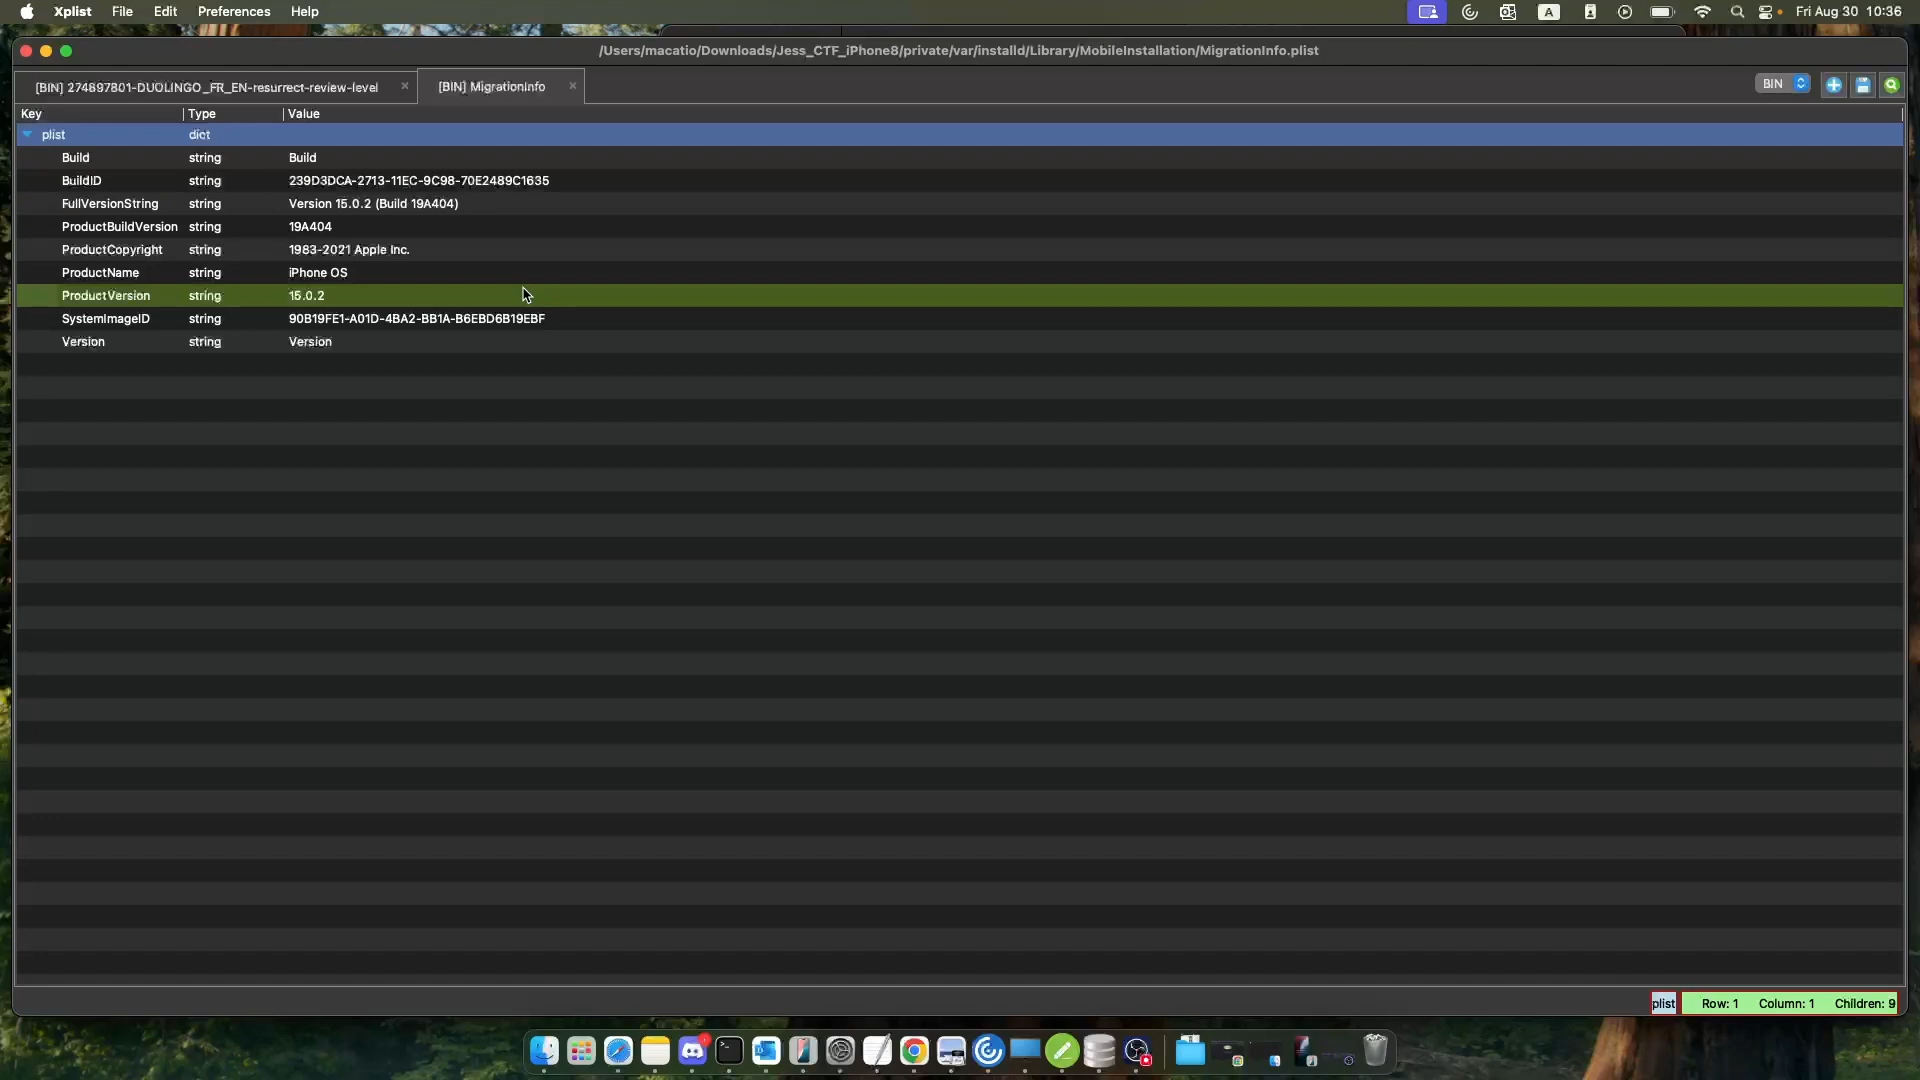 Xplist File Edit Preferences Help A Fri Aug 30 10:36
/Users/macatio/Downloads/Jess_CTF_iPhone8/private/var/installd/Library/MobileInstallation/MigrationInfo.plist
[BIN] 274897801-DUOLINGO_FR_EN-resurrect-review-level × [BIN] MigrationInfo × BIN
Key Type Value
plist dict
Build string Build
BuildID string 239D3DCA-2713-11EC-9C98-70E2489C1635
FullVersionString string Version 15.0.2 (Build 19A404)
ProductBuildVersion string 19A404
ProductCopyright string 1983-2021 Apple Inc.
ProductName string iPhone OS
ProductVersion string 15.0.2
SystemImageID string 90B19FE1-A01D-4BA2-BB1A-B6EBD6B19EBF
Version string Version
plist Row: 1 Column: 1 Children: 9